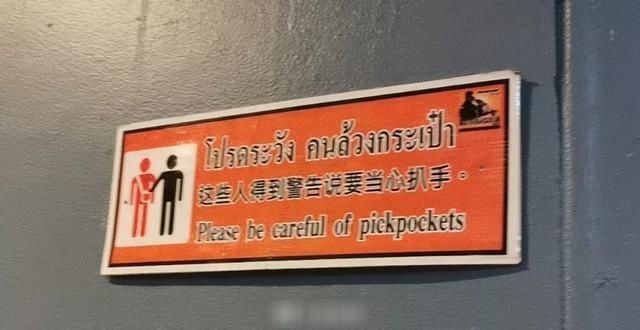 โปรดระวัง คนล้วงกระเป๋า
这些人得到警告说要当心扒手。
Please be careful of pickpockets